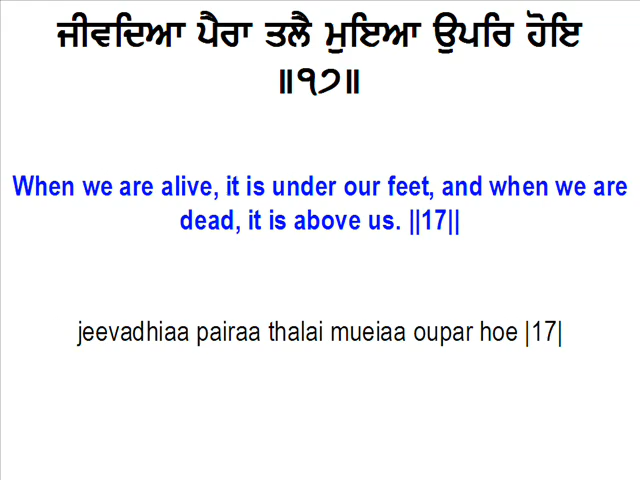 ਜੀਵਦਿਆ ਪੈਰਾ ਤਲੈ ਮੁਇਆ ਉਪਰਿ ਹੋਇ
॥੧੭॥
When we are alive, it is under our feet, and when we are
dead, it is above us. ||17||
jeevadhiaa pairaa thalai mueiaa oupar hoe |17|